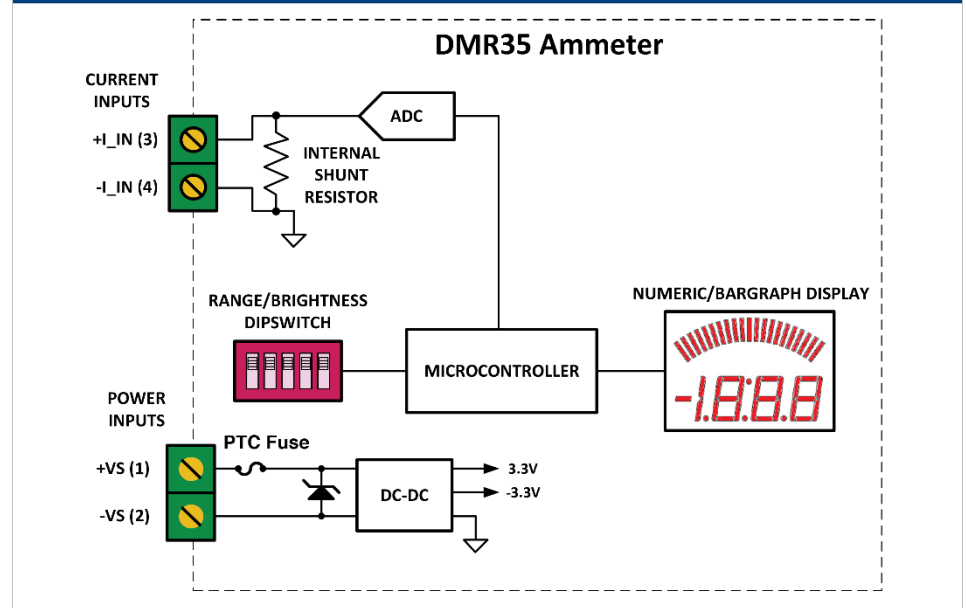 DMR35 Ammeter
CURRENT
INPUTS
+I_IN (3)
-I_IN (4)
ADC
INTERNAL
SHUNT
RESISTOR
RANGE/BRIGHTNESS
DIPSWITCH
MICROCONTROLLER
NUMERIC/BARGRAPH DISPLAY
-1.8:8.8
POWER
INPUTS
PTC Fuse
+VS (1)
-VS (2)
DC-DC
3.3V
-3.3V